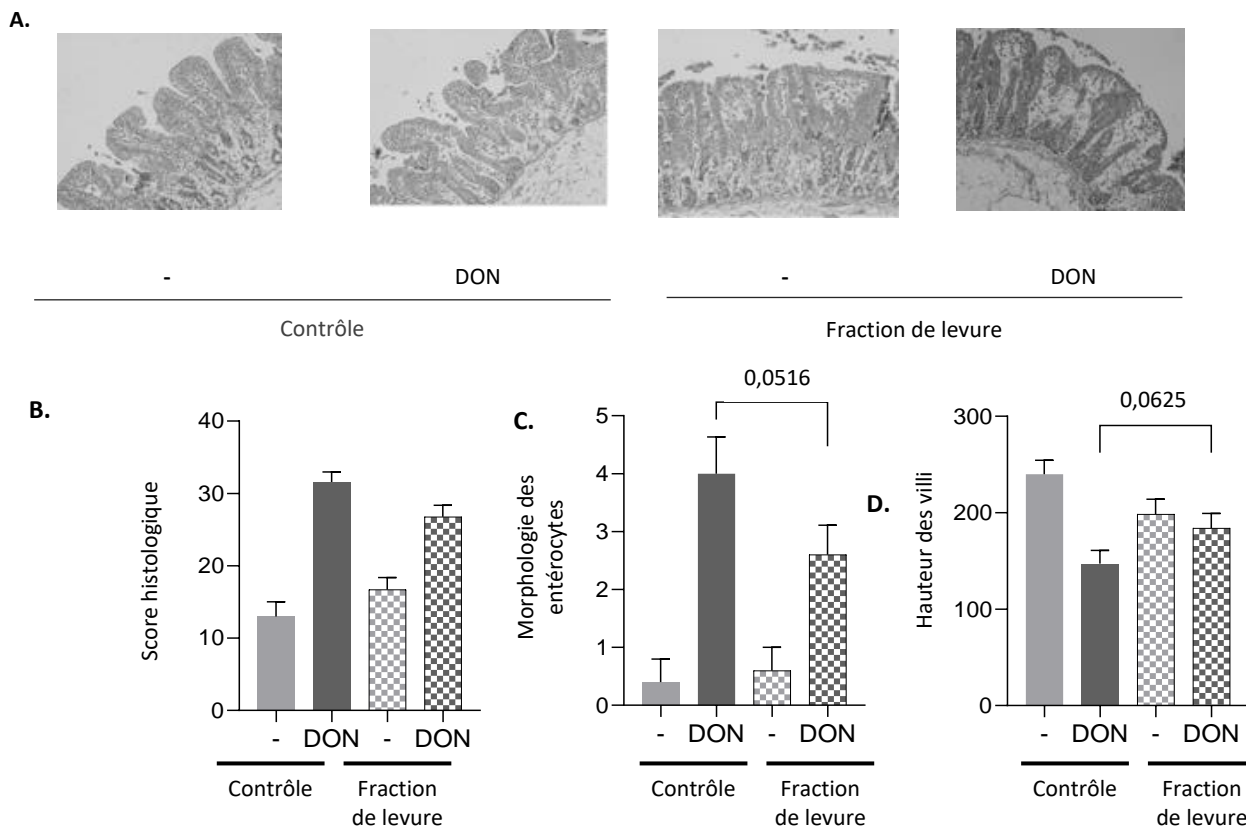 A.
- DON - DON
Contrôle Fraction de levure
B.
Score histologique
40
30
20
10
0
- DON - DON
Contrôle Fraction
de levure
C.
0,0516
Morphologie des
entérocytes
5
4
3
2
1
0
- DON - DON
Contrôle Fraction
de levure
D.
0,0625
Hauteur des villi
300
200
100
0
- DON - DON
Contrôle Fraction
de levure